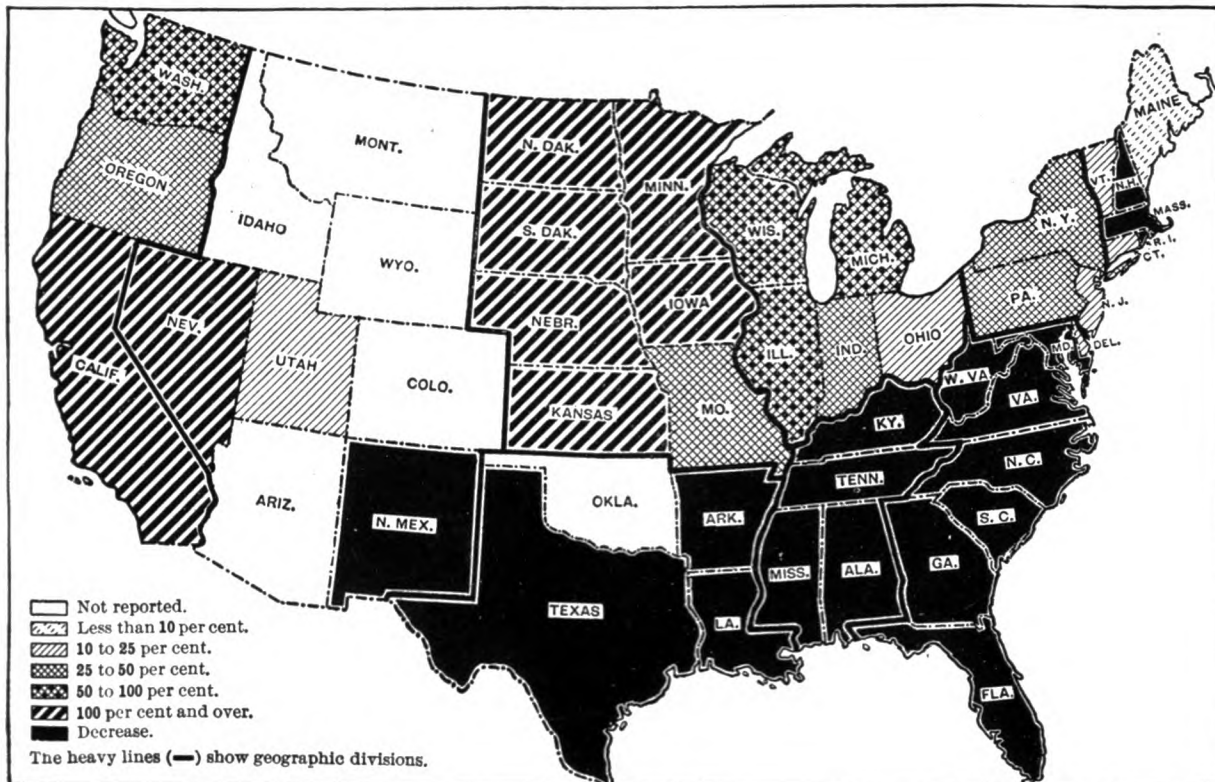 WASH.
MONT.
N. DAK.
MINN.
MAINE
OREGON
IDAHO
S. DAK.
WIS.
MICH.
VT.
N.H.
N. Y.
MASS.
R. I.
CT.
WYO.
IOWA
PA.
N. J.
NEV.
NEBR.
OHIO
CALIF.
UTAH
COLO.
ILL.
IND.
MD.
DEL.
W. VA.
VA.
KANSAS
MO.
KY.
N. C.
TENN.
ARIZ.
N. MEX.
OKLA.
ARK.
S. C.
MISS.
ALA.
GA.
TEXAS
LA.
FLA.
Not reported.
Less than 10 per cent.
10 to 25 per cent.
25 to 50 per cent.
50 to 100 per cent.
100 per cent and over.
Decrease.
The heavy lines (━) show geographic divisions.